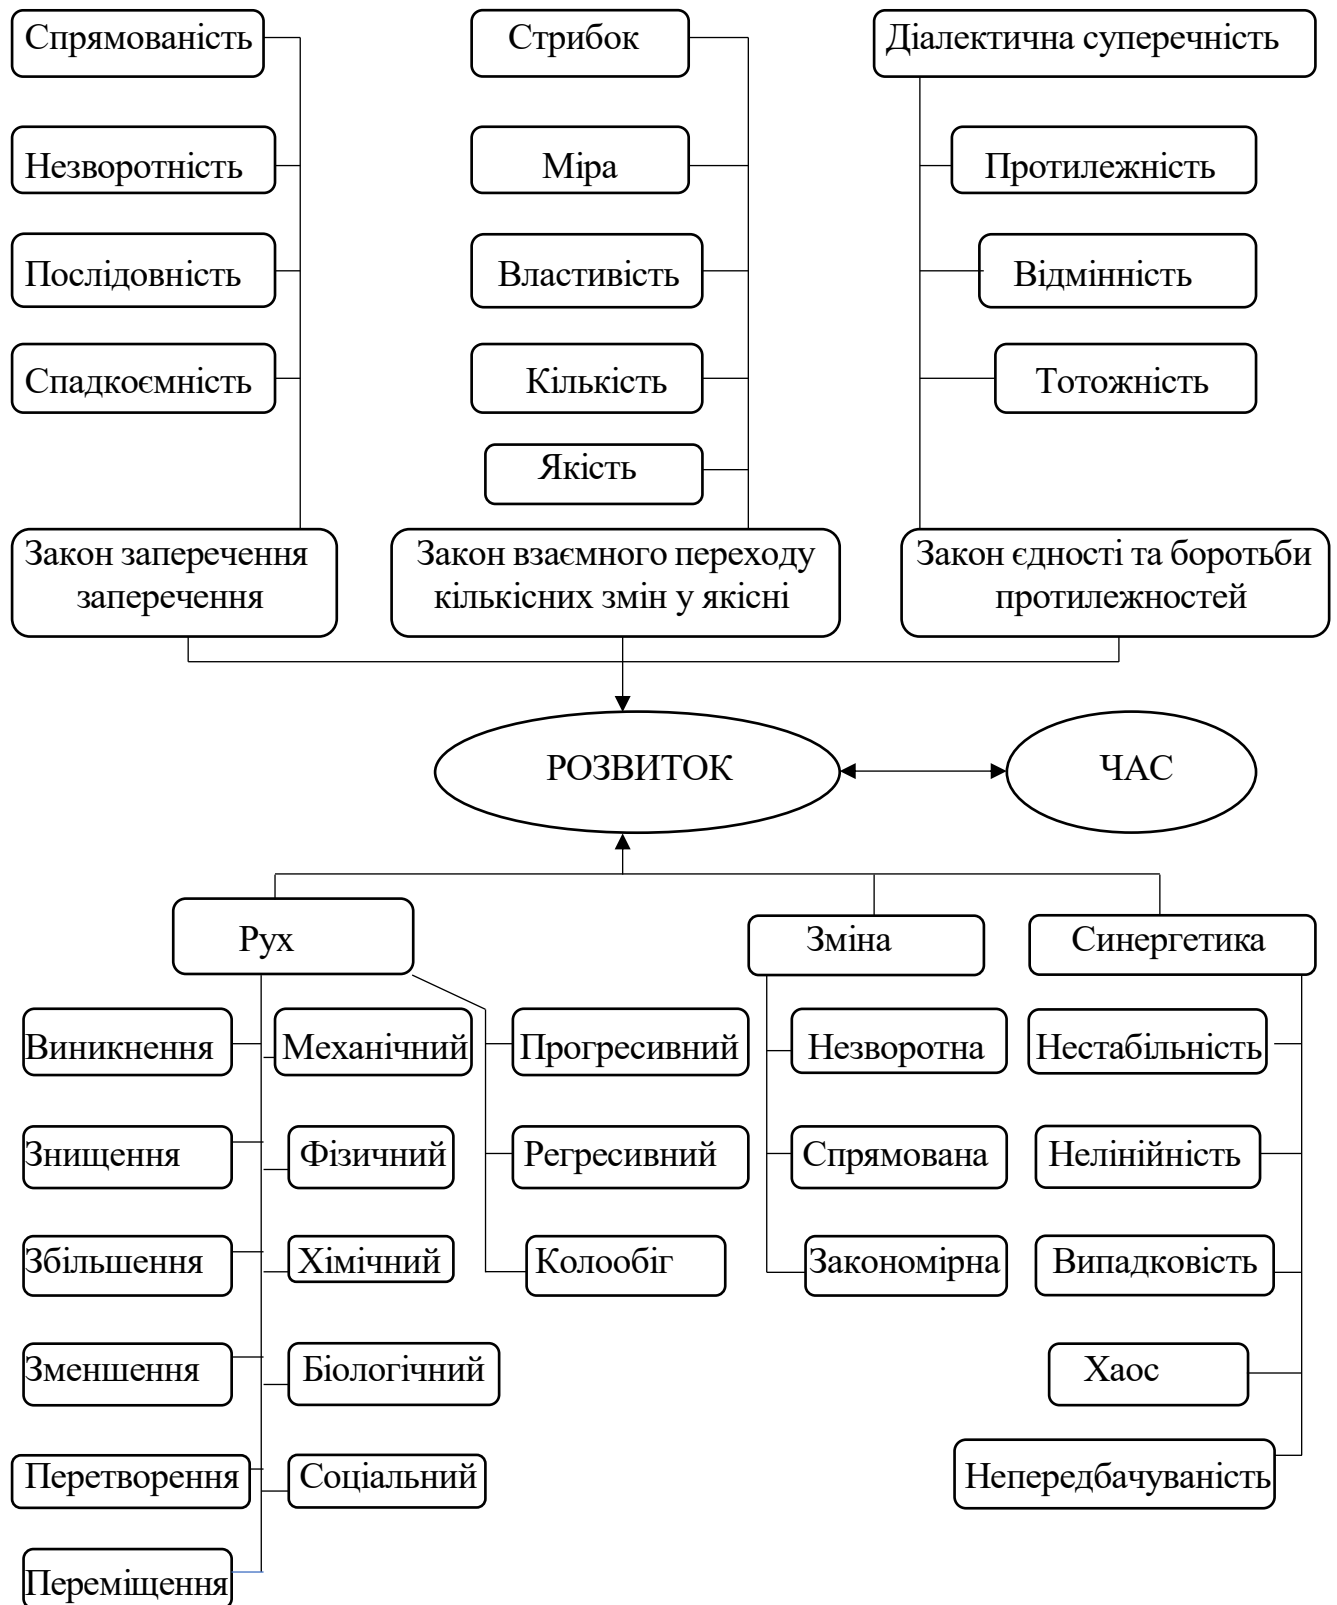 Спрямованість
Стрибок
Діалектична суперечність
Незворотність
Міра
Протилежність
Послідовність
Властивість
Відмінність
Спадкоємність
Кількість
Тотожність
Якість
Закон заперечення
заперечення
Закон взаємного переходу
кількісних змін у якісні
Закон єдності та боротьби
протилежностей
РОЗВИТОК
ЧАС
Рух
Зміна
Синергетика
Виникнення
Механічний
Прогресивний
Незворотна
Нестабільність
Знищення
Фізичний
Регресивний
Спрямована
Нелінійність
Збільшення
Хімічний
Колообіг
Закономірна
Випадковість
Зменшення
Біологічний
Хаос
Перетворення
Соціальний
Непередбачуваність
Переміщення